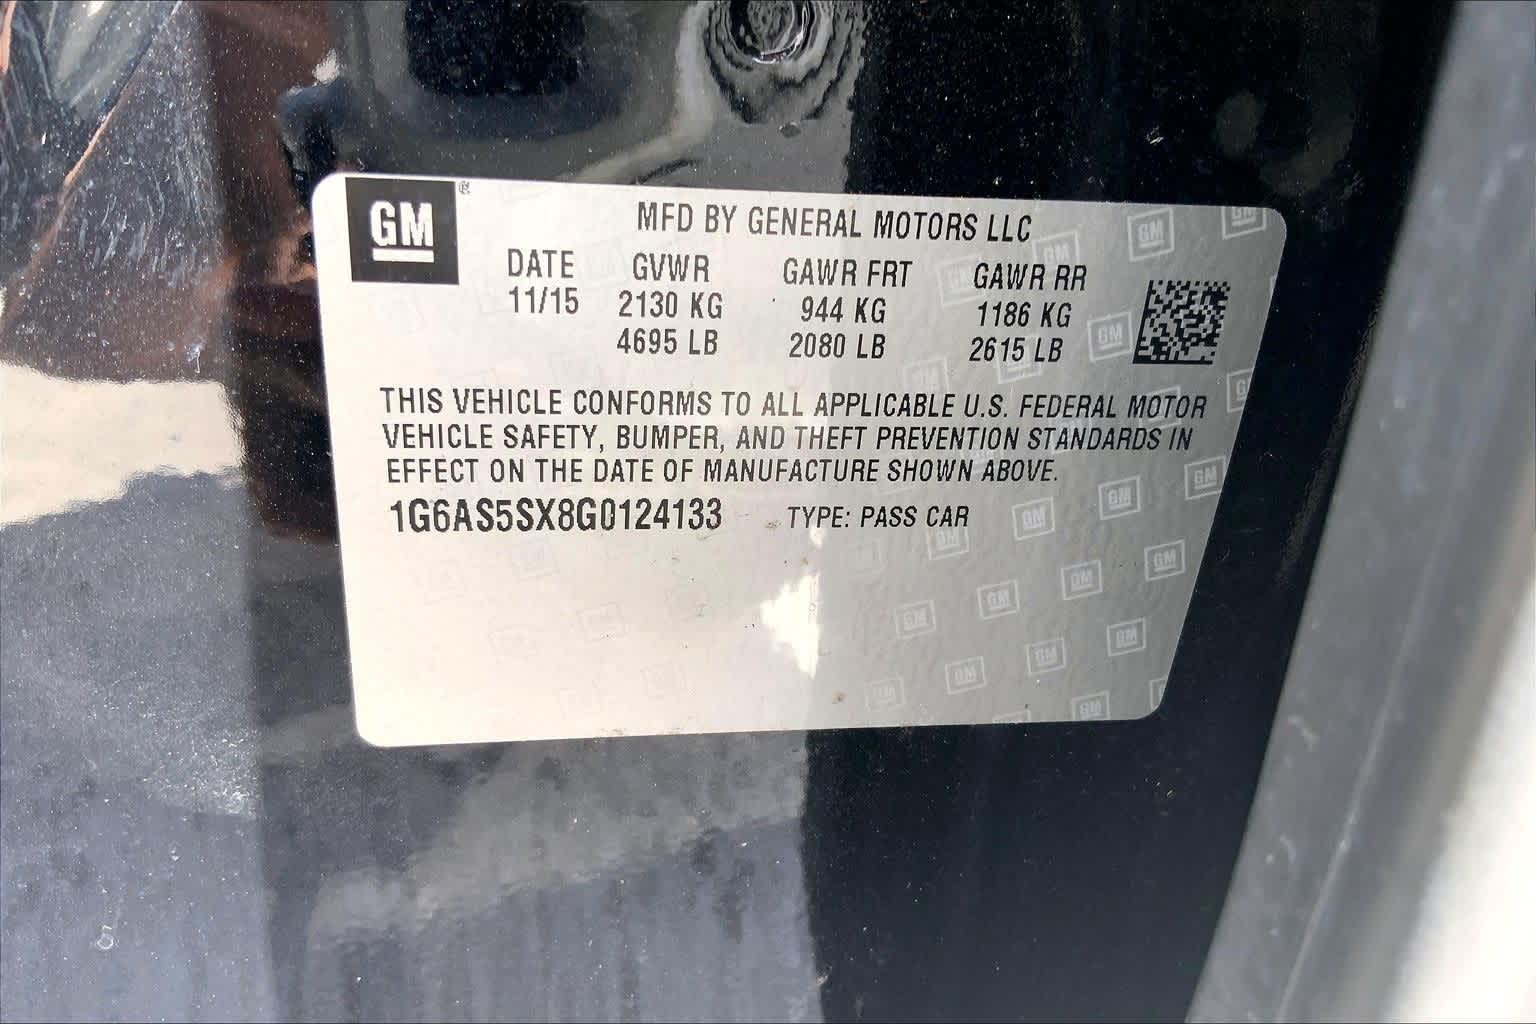 GM
MFD BY GENERAL MOTORS LLC
DATE GVWR GAWR FRT GAWR RR
11/15 2130 KG 944 KG 1186 KG
4695 LB 2080 LB 2615 LB
THIS VEHICLE CONFORMS TO ALL APPLICABLE U.S. FEDERAL MOTOR
VEHICLE SAFETY, BUMPER, AND THEFT PREVENTION STANDARDS IN
EFFECT ON THE DATE OF MANUFACTURE SHOWN ABOVE.
1G6AS5SX8G0124133 TYPE: PASS CAR